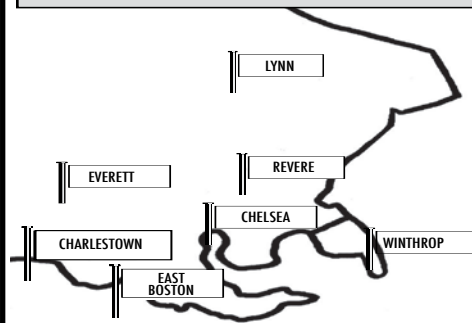 LYNN
REVERE
EVERETT
CHELSEA
CHARLESTOWN
WINTHROP
EAST
BOSTON